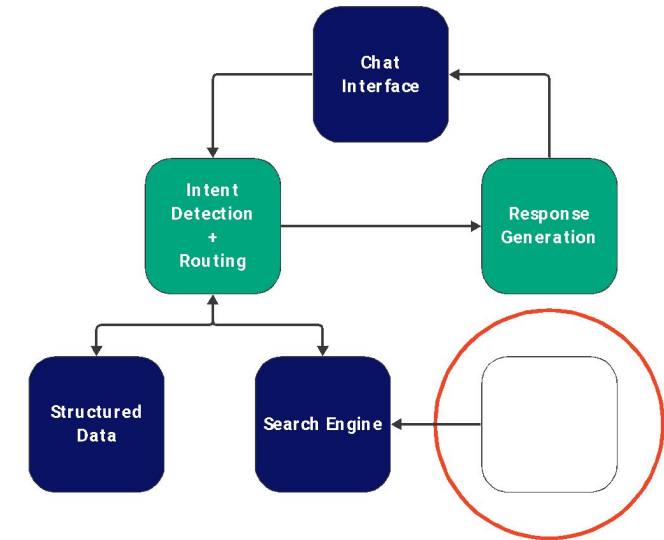 Chat
Interface
Intent
Detection
+
Routing
Response
Generation
Structured
Data
Search Engine